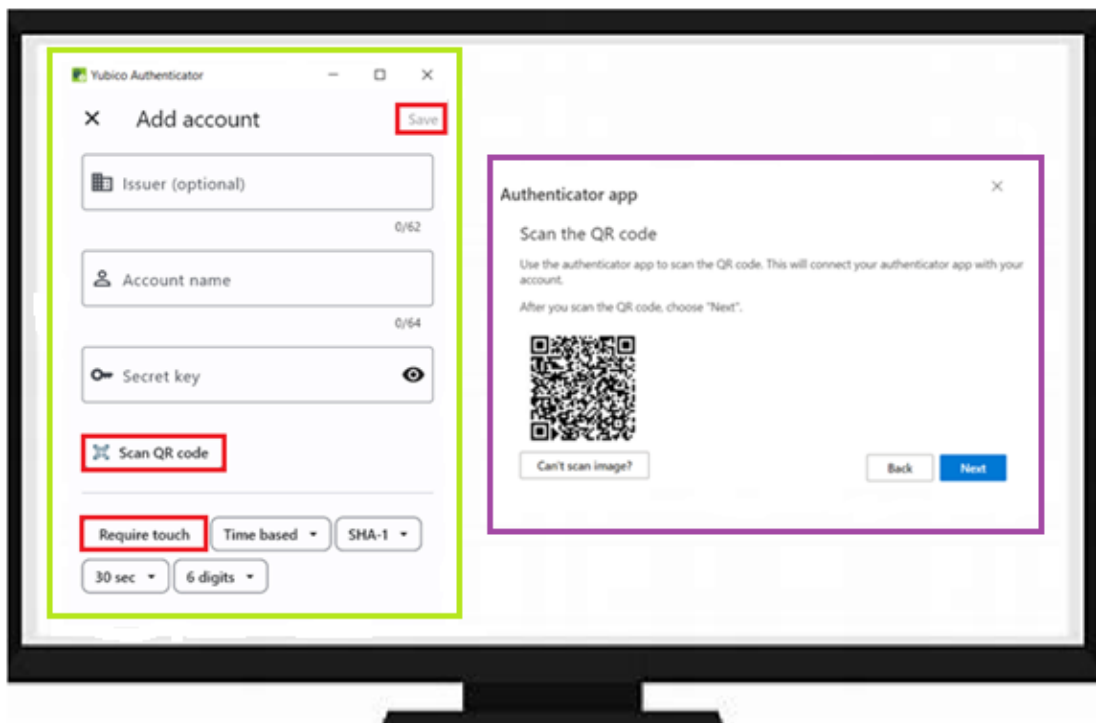 Yubico Authenticator
Add account
Save
Issuer (optional)
0/62
Account name
0/64
Secret key
Scan QR code
Require touch
Time based
SHA-1
30 sec
6 digits
Authenticator app
Scan the QR code
Use the authenticator app to scan the QR code. This will connect your authenticator app with your
account.
After you scan the QR code, choose "Next".
Can't scan image?
Back
Next